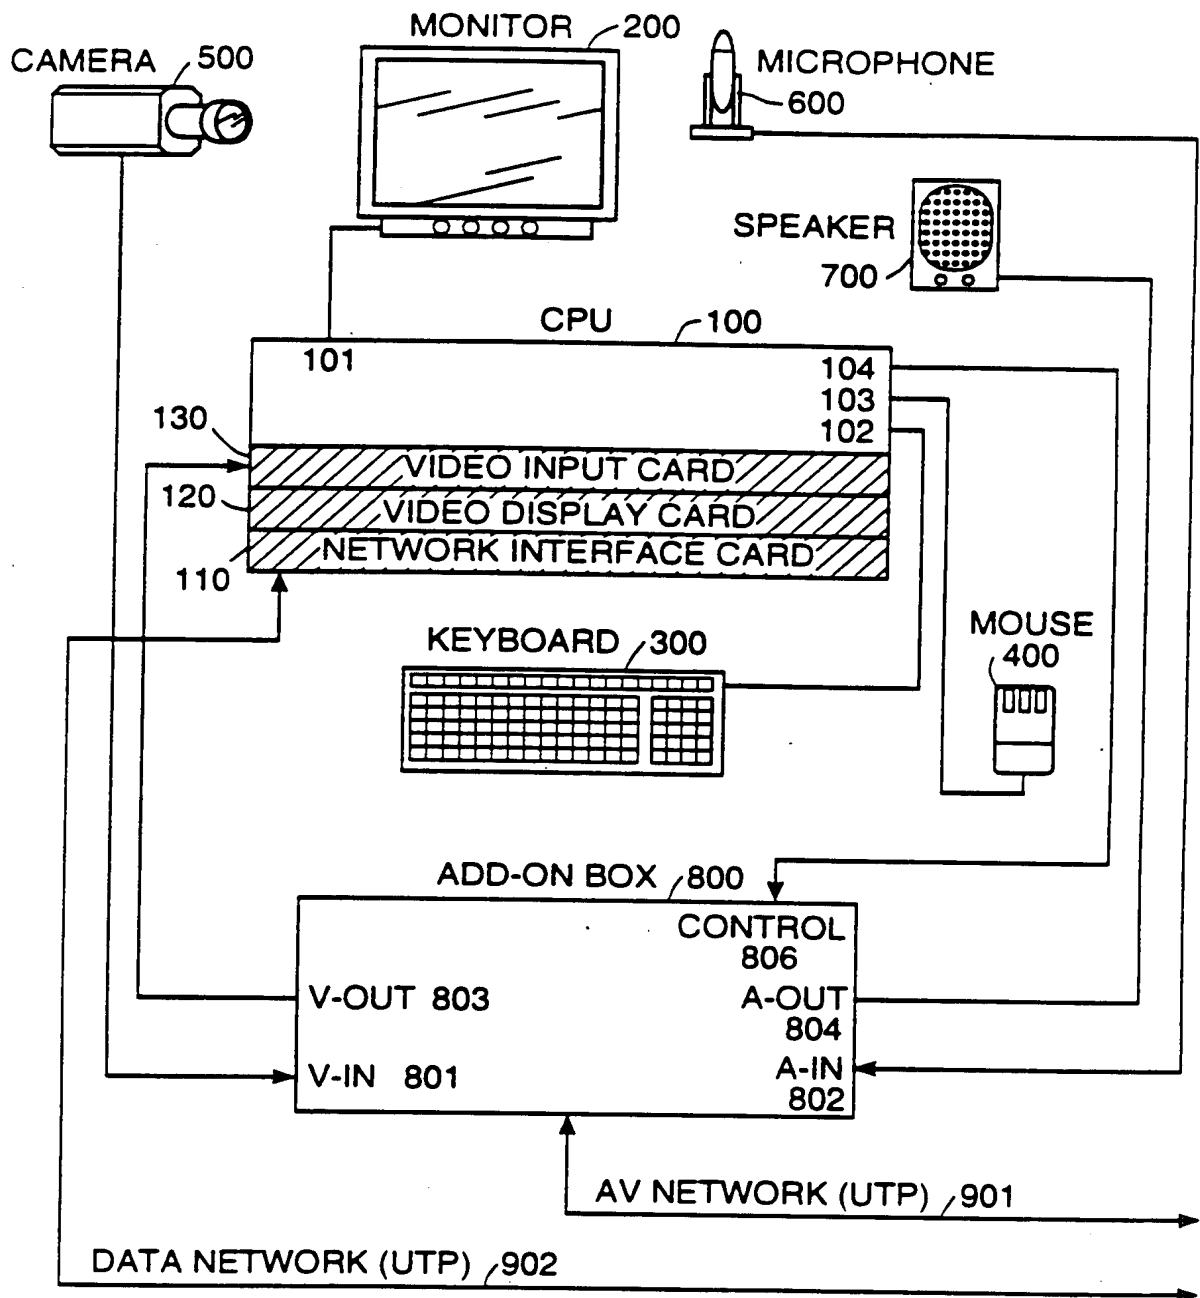 MONITOR 200
CAMERA 500
MICROPHONE
600
SPEAKER
700
CPU 100
101
104
103
102
130
VIDEO INPUT CARD
120
VIDEO DISPLAY CARD
NETWORK INTERFACE CARD
110
KEYBOARD 300
MOUSE
400
ADD-ON BOX 800
CONTROL
806
V-OUT 803
A-OUT
804
V-IN 801
A-IN
802
AV NETWORK (UTP) 901
DATA NETWORK (UTP) 902